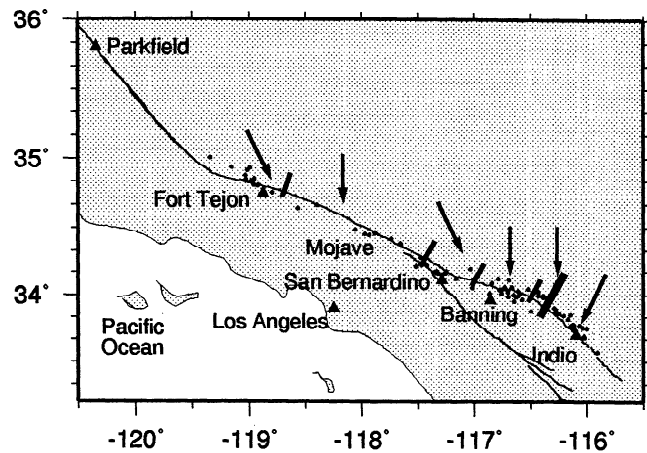 36°
Parkfield
35°
Fort Tejon
Mojave
San Bernardino
34°
Banning
Los Angeles
Pacific
Ocean
Indio
-120° -119° -118° -117° -116°